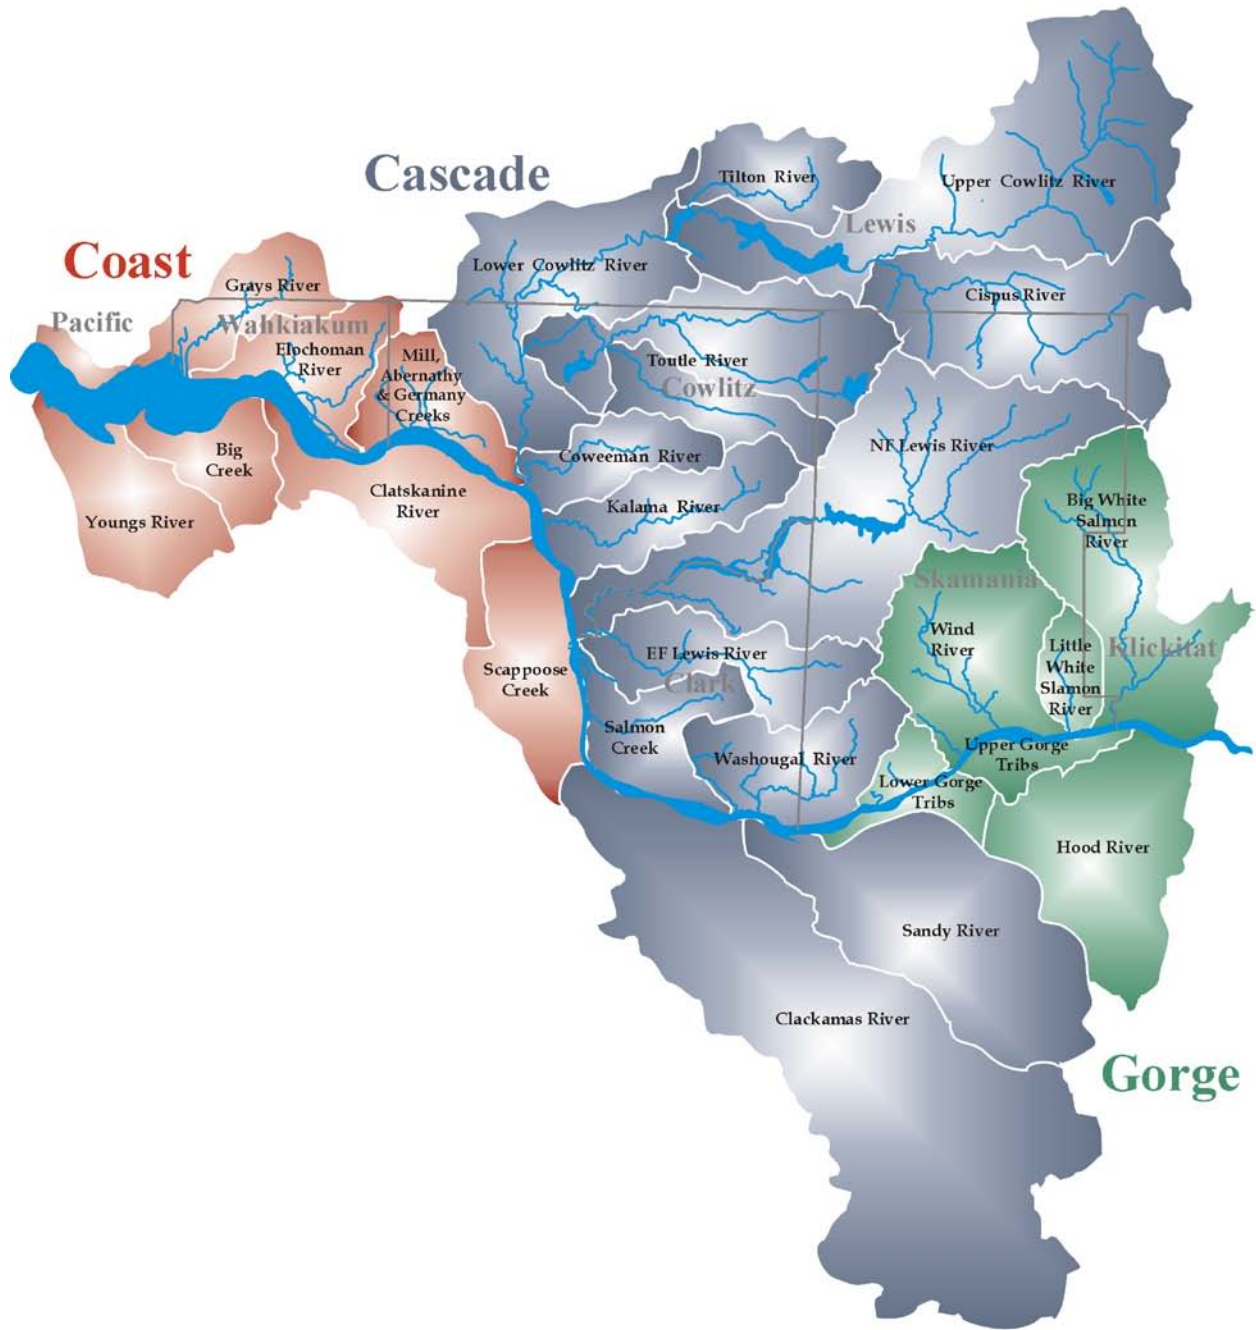 Cascade
Tilton River
Upper Cowlitz River
Lewis
Coast
Lower Cowlitz River
Grays River
Cispus River
Pacific
Wahkiakum
Elochoman
River
Mill,
Abernathy
& Germany
Creeks
Toutle River
Cowlitz
Big
Creek
Coweeman River
NF Lewis River
Clatskanine
River
Kalama River
Big White
Salmon
River
Youngs River
Skamania
Wind
River
Little
White
Slamon
River
Klickitat
EF Lewis River
Scappoose
Creek
Clark
Salmon
Creek
Washougal River
Upper Gorge
Tribs
Lower Gorge
Tribs
Hood River
Sandy River
Clackamas River
Gorge